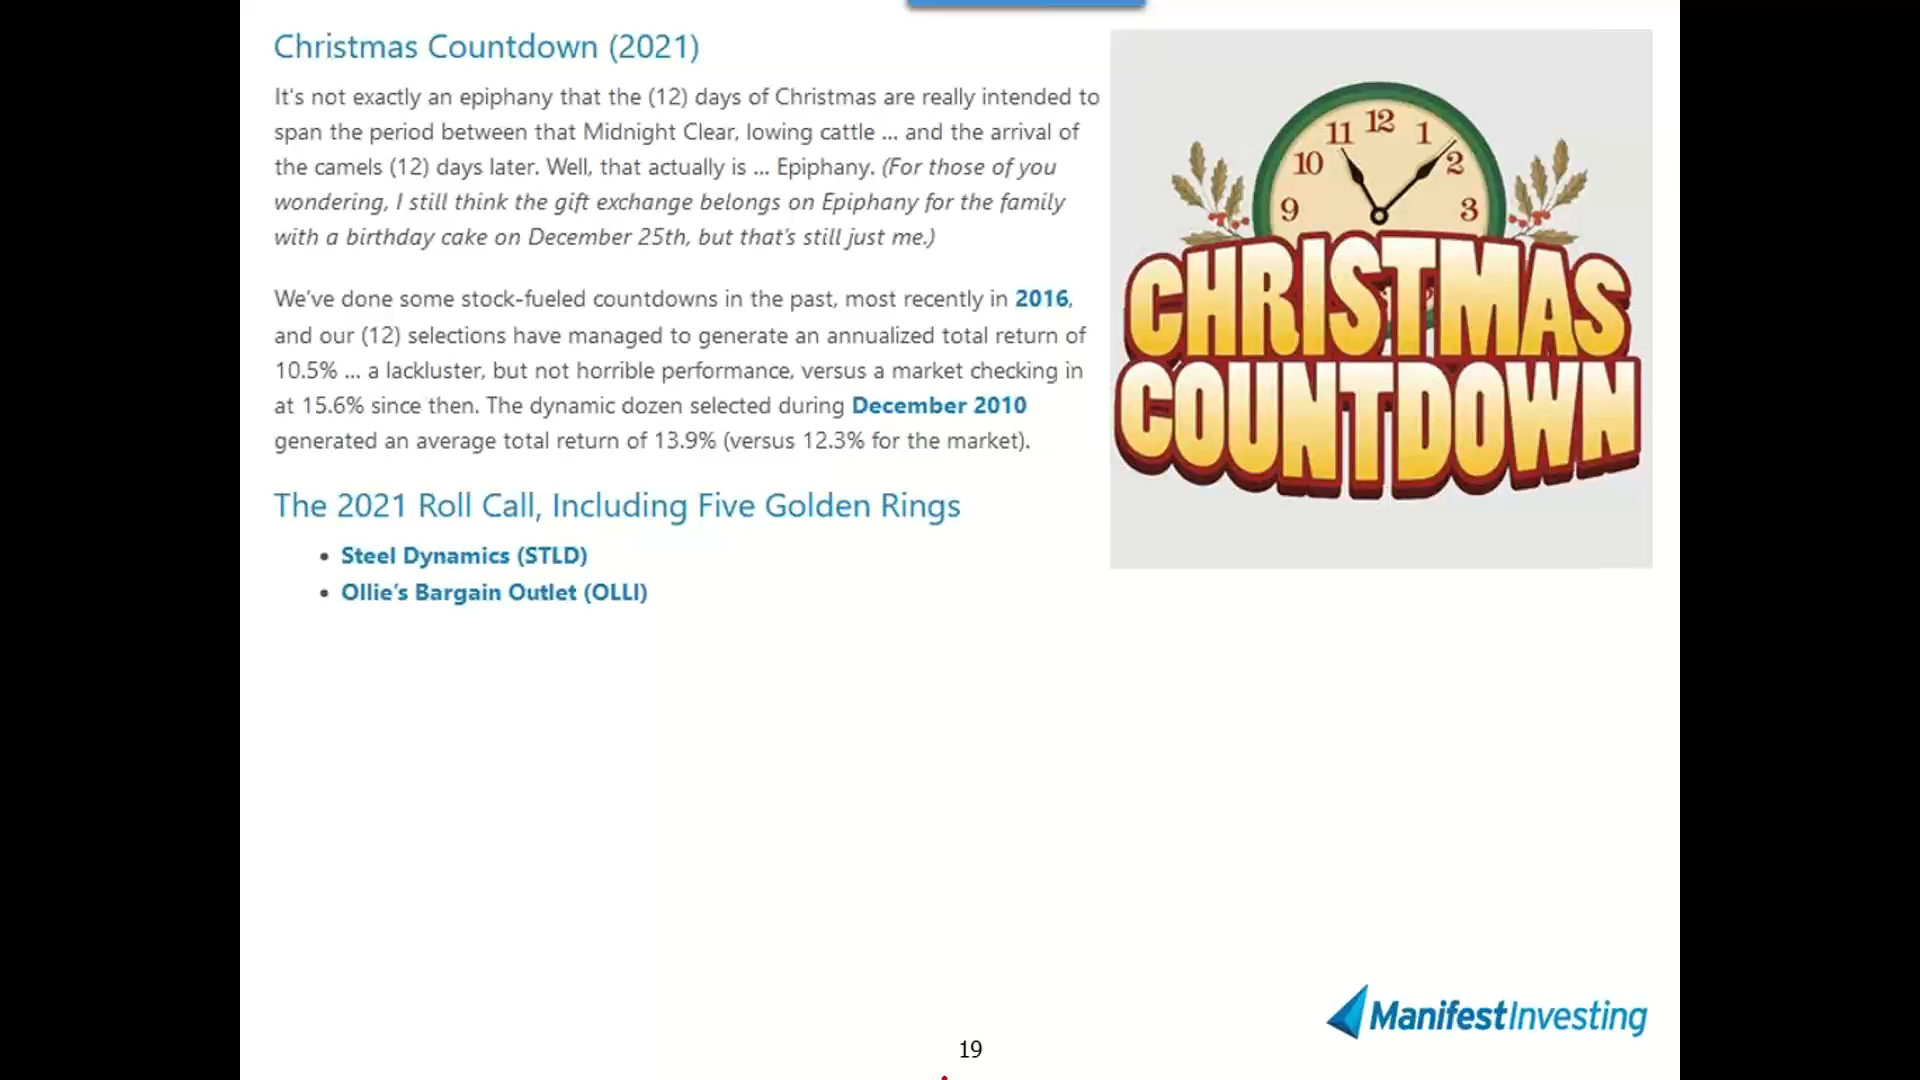 Christmas Countdown (2021)
It's not exactly an epiphany that the (12) days of Christmas are really intended to
span the period between that Midnight Clear, lowing cattle ... and the arrival of
the camels (12) days later. Well, that actually is ... Epiphany. (For those of you
wondering, I still think the gift exchange belongs on Epiphany for the family
with a birthday cake on December 25th, but that's still just me.)
We've done some stock-fueled countdowns in the past, most recently in 2016,
and our (12) selections have managed to generate an annualized total return of
10.5% ... a lackluster, but not horrible performance, versus a market checking in
at 15.6% since then. The dynamic dozen selected during December 2010
generated an average total return of 13.9% (versus 12.3% for the market).
The 2021 Roll Call, Including Five Golden Rings
• Steel Dynamics (STLD)
• Ollie's Bargain Outlet (OLLI)
9 10 11 12 1 2 3
CHRISTMAS
COUNTDOWN
ManifestInvesting
19